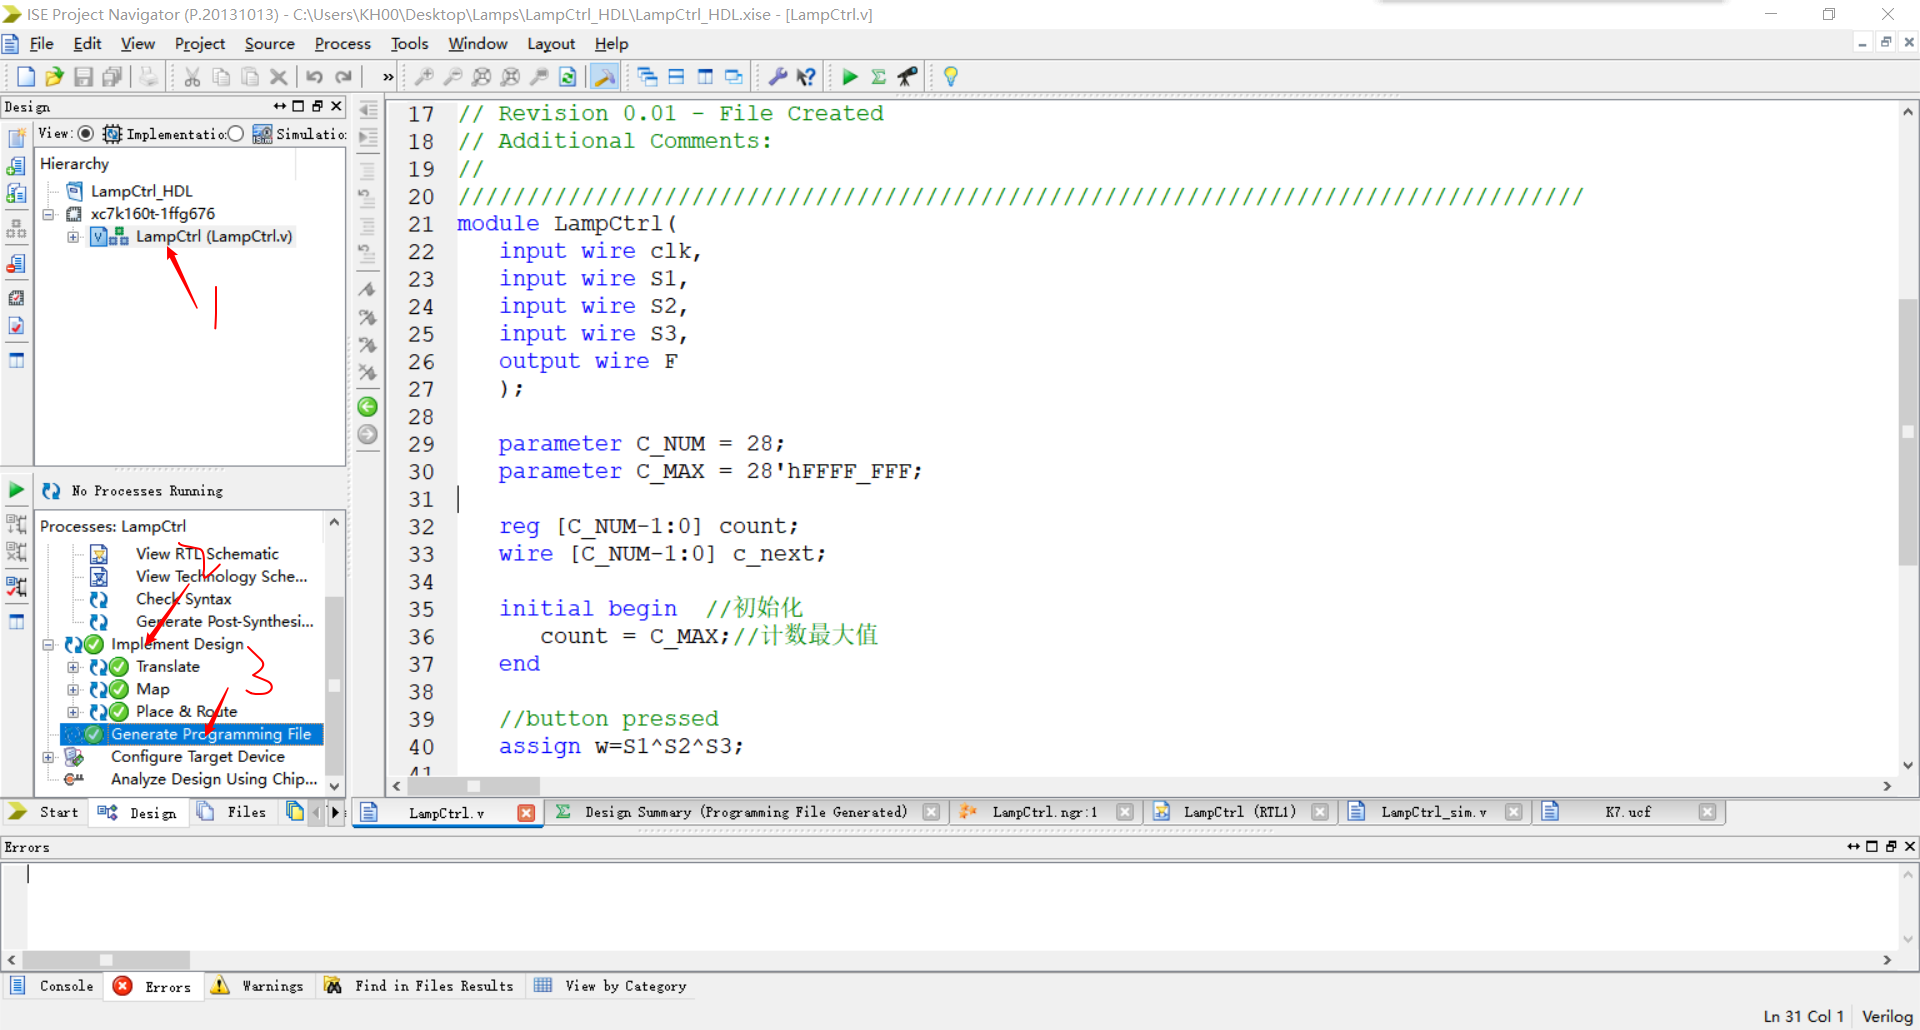 ISE Project Navigator (P.20131013) - C:\Users\KH00\Desktop\Lamps\LampCtrl_HDL\LampCtrl_HDL.xise - [LampCtrl.v]
File Edit View Project Source Process Tools Window Layout Help
Design
View: Implementatio Simulatio
Hierarchy
LampCtrl_HDL
xc7k160t-1ffg676
LampCtrl (LampCtrl.v)
1
No Processes Running
Processes: LampCtrl
View RTL Schematic
2
View Technology Sche...
Check Syntax
Generate Post-Synthesi...
Implement Design
Translate
3
Map
Place & Route
Generate Programming File
Configure Target Device
Analyze Design Using Chip...
Start Design Files
17 // Revision 0.01 - File Created
18 // Additional Comments:
19 //
20 //////////////////////////////////////////////////////////////////////////////////
21 module LampCtrl(
22 input wire clk,
23 input wire S1,
24 input wire S2,
25 input wire S3,
26 output wire F
27 );
28
29 parameter C_NUM = 28;
30 parameter C_MAX = 28'hFFFF_FFF;
31
32 reg [C_NUM-1:0] count;
33 wire [C_NUM-1:0] c_next;
34
35 initial begin //初始化
36 count = C_MAX;//计数最大值
37 end
38
39 //button pressed
40 assign w=S1^S2^S3;
41
LampCtrl.v Design Summary (Programming File Generated) LampCtrl.ngr:1 LampCtrl (RTL1) LampCtrl_sim.v K7.ucf
Errors
Console Errors Warnings Find in Files Results View by Category
Ln 31 Col 1 Verilog